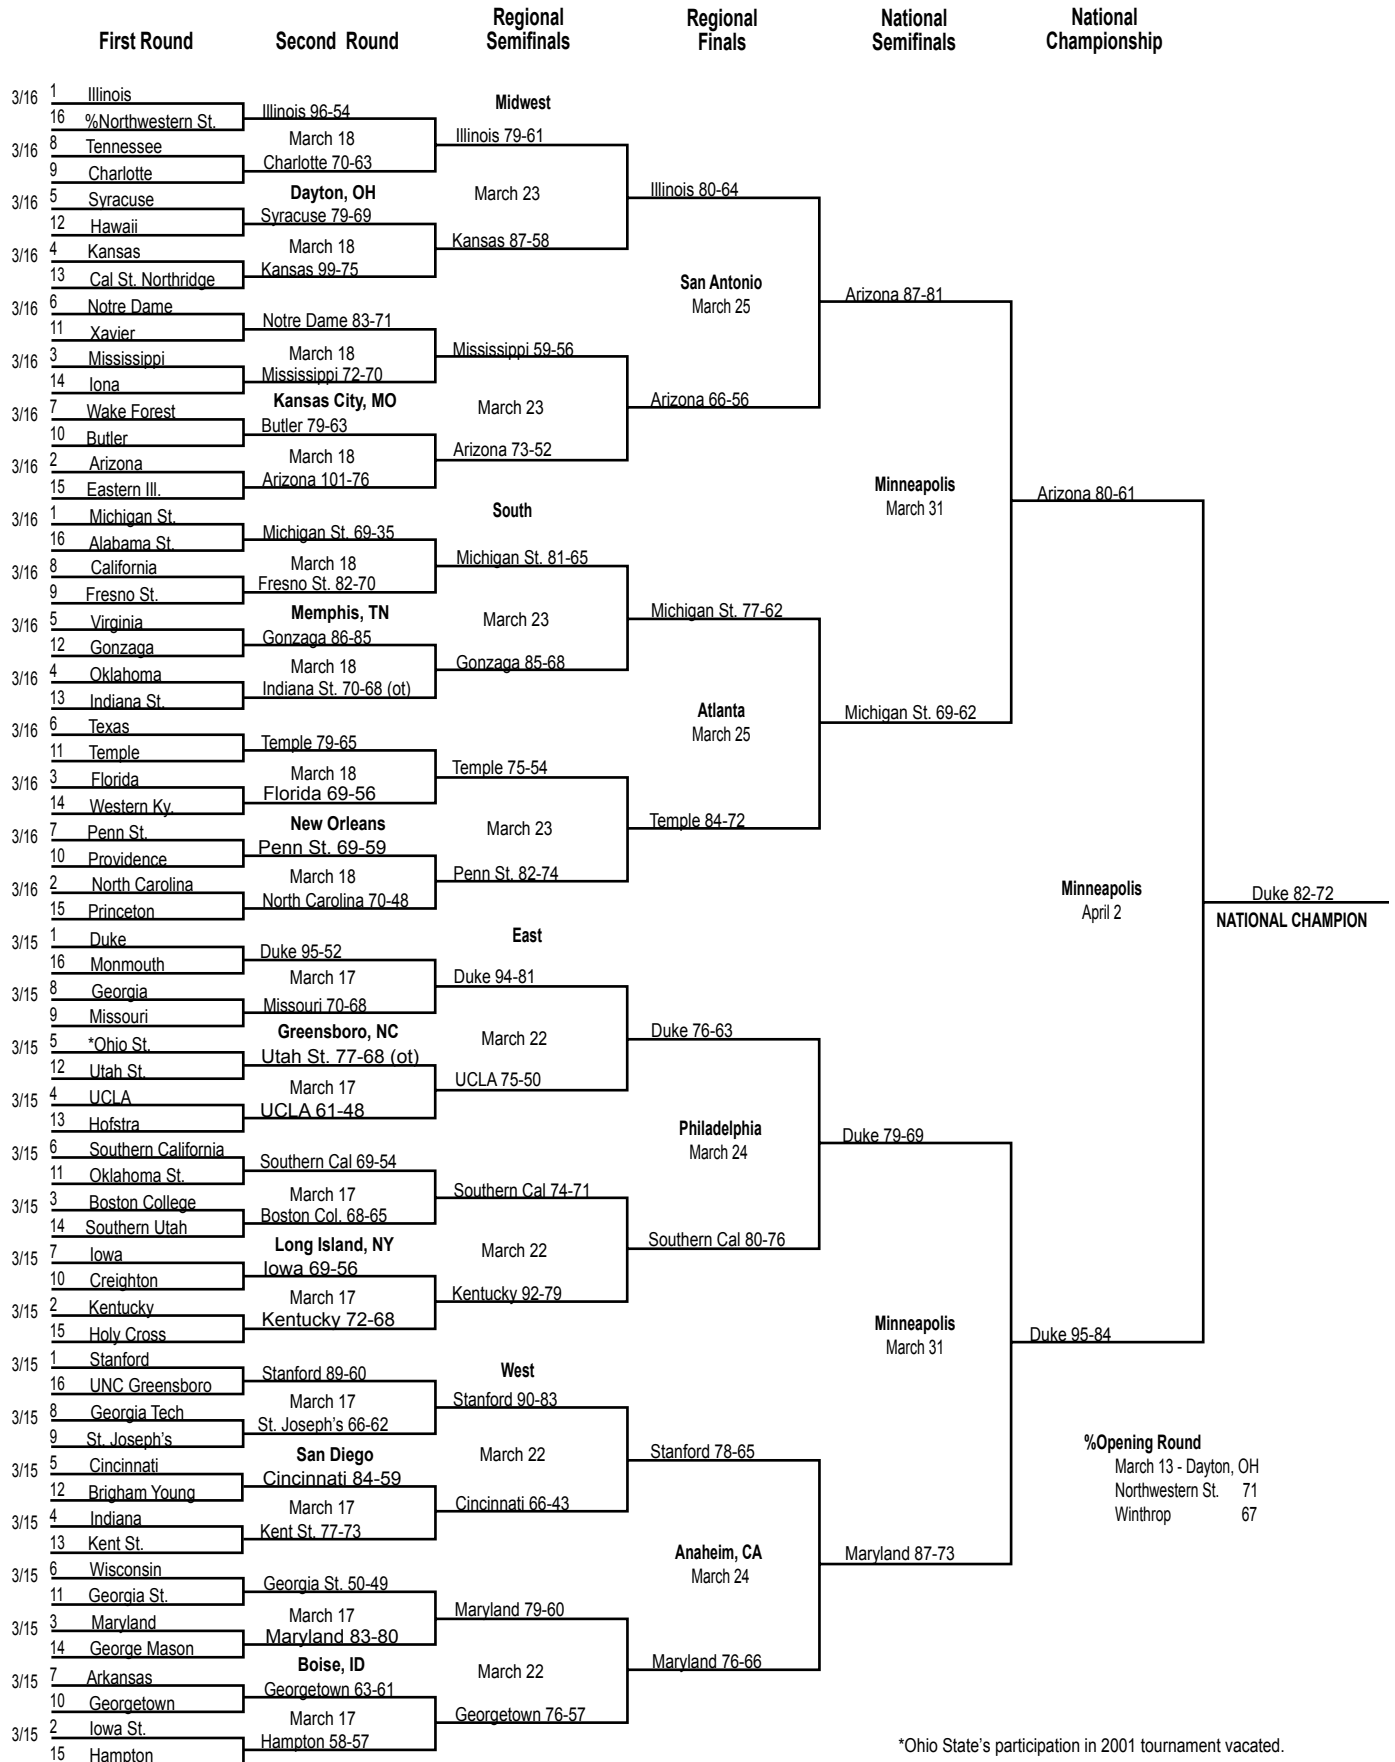 First Round
Second Round
Regional
Semifinals
Regional
Finals
National
Semifinals
National
Championship
3/16
1 Illinois
16 %Northwestern St.
3/16
8 Tennessee
9 Charlotte
3/16
5 Syracuse
12 Hawaii
3/16
4 Kansas
13 Cal St. Northridge
3/16
6 Notre Dame
11 Xavier
3/16
3 Mississippi
14 Iona
3/16
7 Wake Forest
10 Butler
3/16
2 Arizona
15 Eastern Ill.
3/16
1 Michigan St.
16 Alabama St.
3/16
8 California
9 Fresno St.
3/16
5 Virginia
12 Gonzaga
3/16
4 Oklahoma
13 Indiana St.
3/16
6 Texas
11 Temple
3/16
3 Florida
14 Western Ky.
3/16
7 Penn St.
10 Providence
3/16
2 North Carolina
15 Princeton
3/15
1 Duke
16 Monmouth
3/15
8 Georgia
9 Missouri
3/15
5 *Ohio St.
12 Utah St.
3/15
4 UCLA
13 Hofstra
3/15
6 Southern California
11 Oklahoma St.
3/15
3 Boston College
14 Southern Utah
3/15
7 Iowa
10 Creighton
3/15
2 Kentucky
15 Holy Cross
3/15
1 Stanford
16 UNC Greensboro
3/15
8 Georgia Tech
9 St. Joseph's
3/15
5 Cincinnati
12 Brigham Young
3/15
4 Indiana
13 Kent St.
3/15
6 Wisconsin
11 Georgia St.
3/15
3 Maryland
14 George Mason
3/15
7 Arkansas
10 Georgetown
3/15
2 Iowa St.
15 Hampton
Illinois 96-54
March 18
Charlotte 70-63
Dayton, OH
Syracuse 79-69
March 18
Kansas 99-75
Notre Dame 83-71
March 18
Mississippi 72-70
Kansas City, MO
Butler 79-63
March 18
Arizona 101-76
Michigan St. 69-35
March 18
Fresno St. 82-70
Memphis, TN
Gonzaga 86-85
March 18
Indiana St. 70-68 (ot)
Temple 79-65
March 18
Florida 69-56
New Orleans
Penn St. 69-59
March 18
North Carolina 70-48
Duke 95-52
March 17
Missouri 70-68
Greensboro, NC
Utah St. 77-68 (ot)
March 17
UCLA 61-48
Southern Cal 69-54
March 17
Boston Col. 68-65
Long Island, NY
Iowa 69-56
March 17
Kentucky 72-68
Stanford 89-60
March 17
St. Joseph's 66-62
San Diego
Cincinnati 84-59
March 17
Kent St. 77-73
Georgia St. 50-49
March 17
Maryland 83-80
Boise, ID
Georgetown 63-61
March 17
Hampton 58-57
Midwest
Illinois 79-61
March 23
Kansas 87-58
Mississippi 59-56
March 23
Arizona 73-52
South
Michigan St. 81-65
March 23
Gonzaga 85-68
Temple 75-54
March 23
Penn St. 82-74
East
Duke 94-81
March 22
UCLA 75-50
Southern Cal 74-71
March 22
Kentucky 92-79
West
Stanford 90-83
March 22
Cincinnati 66-43
Maryland 79-60
March 22
Georgetown 76-57
Illinois 80-64
San Antonio
March 25
Arizona 66-56
Michigan St. 77-62
Atlanta
March 25
Temple 84-72
Duke 76-63
Philadelphia
March 24
Southern Cal 80-76
Stanford 78-65
Anaheim, CA
March 24
Maryland 76-66
Arizona 87-81
Minneapolis
March 31
Michigan St. 69-62
Duke 79-69
Minneapolis
March 31
Maryland 87-73
Arizona 80-61
Minneapolis
April 2
Duke 95-84
Duke 82-72
NATIONAL CHAMPION
%Opening Round
March 13 - Dayton, OH
Northwestern St. 71
Winthrop 67
*Ohio State's participation in 2001 tournament vacated.